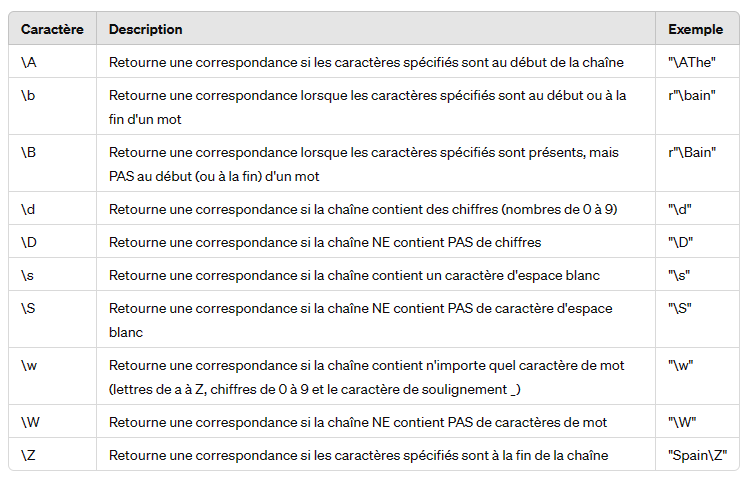 Caractère Description Exemple
\A Retourne une correspondance si les caractères spécifiés sont au début de la chaîne "\AThe"
\b Retourne une correspondance lorsque les caractères spécifiés sont au début ou à la r"\bain"
fin d'un mot
\B Retourne une correspondance lorsque les caractères spécifiés sont présents, mais r"\Bain"
PAS au début (ou à la fin) d'un mot
\d Retourne une correspondance si la chaîne contient des chiffres (nombres de 0 à 9) "\d"
\D Retourne une correspondance si la chaîne NE contient PAS de chiffres "\D"
\s Retourne une correspondance si la chaîne contient un caractère d'espace blanc "\s"
\S Retourne une correspondance si la chaîne NE contient PAS de caractère d'espace "\S"
blanc
\w Retourne une correspondance si la chaîne contient n'importe quel caractère de mot "\w"
(lettres de a à Z, chiffres de 0 à 9 et le caractère de soulignement _)
\W Retourne une correspondance si la chaîne NE contient PAS de caractères de mot "\W"
\Z Retourne une correspondance si les caractères spécifiés sont à la fin de la chaîne "Spain\Z"